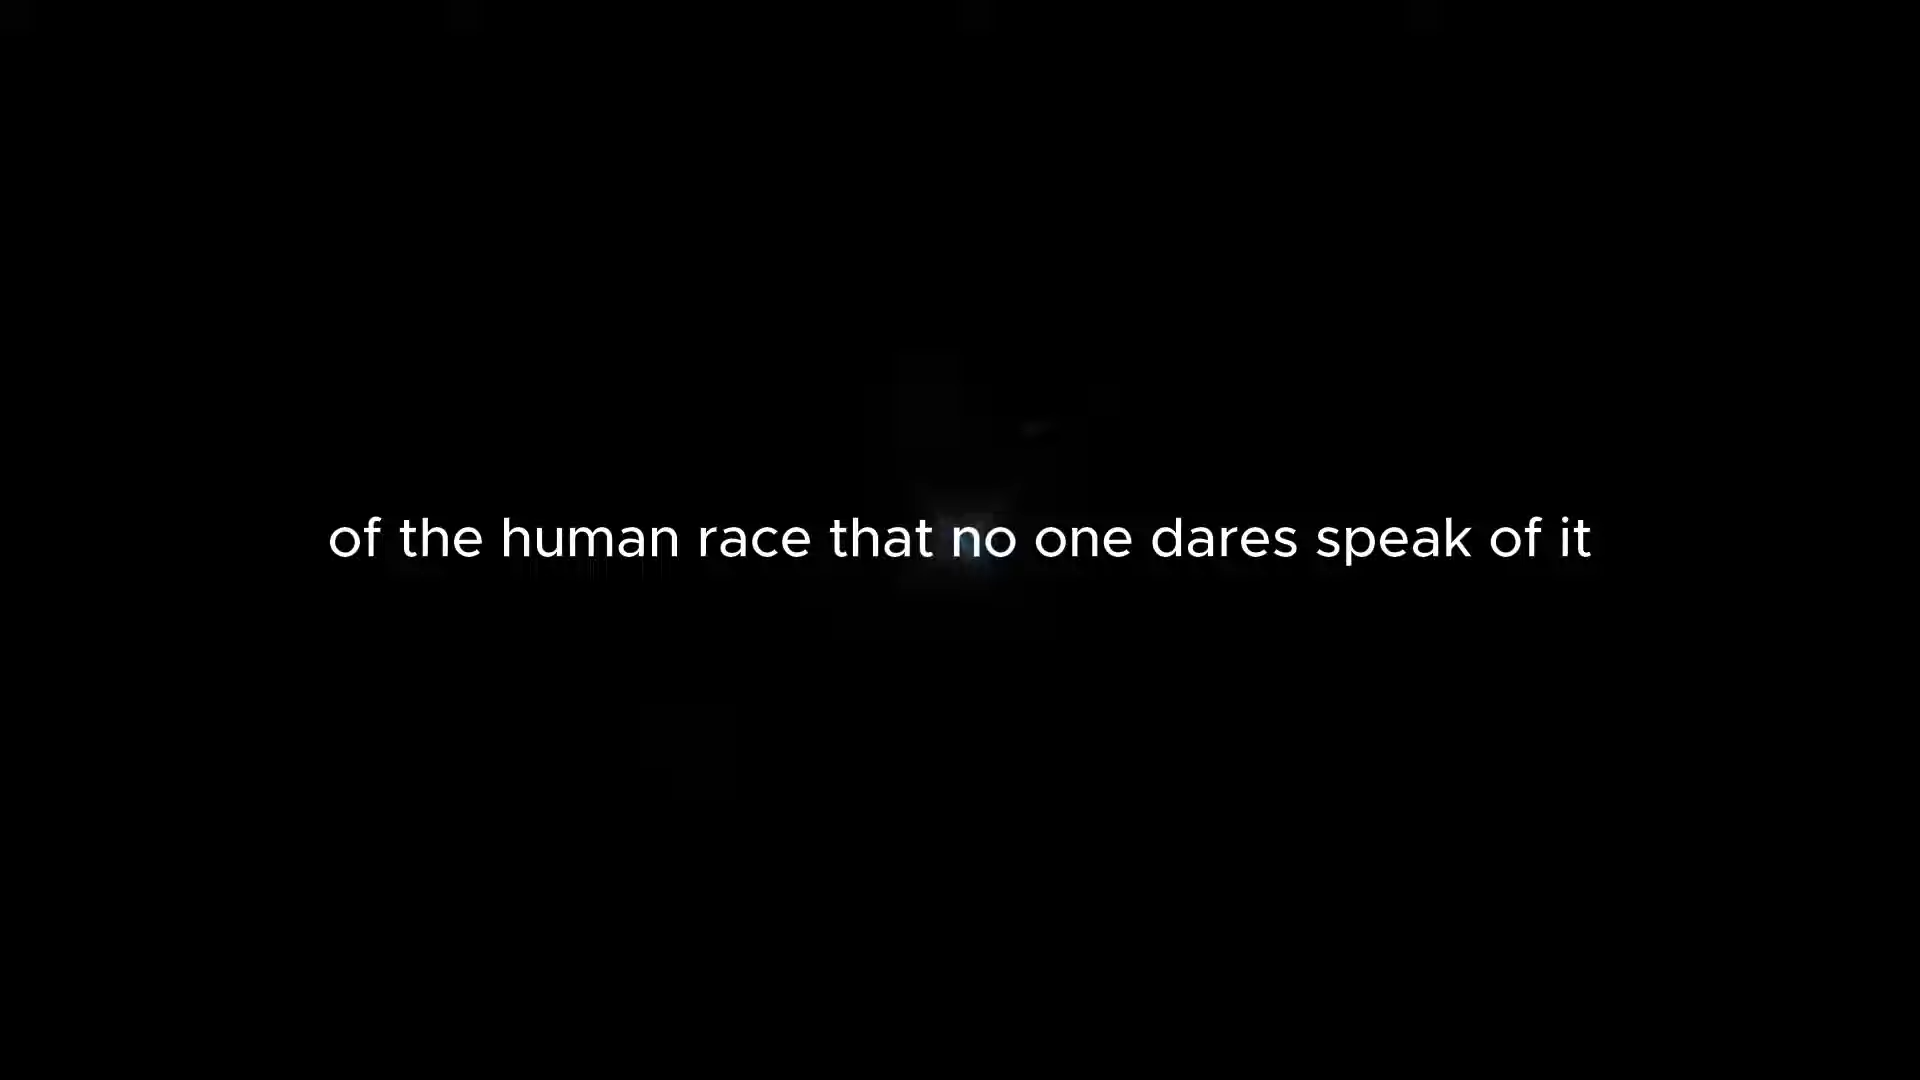 of the human race that no one dares speak of it